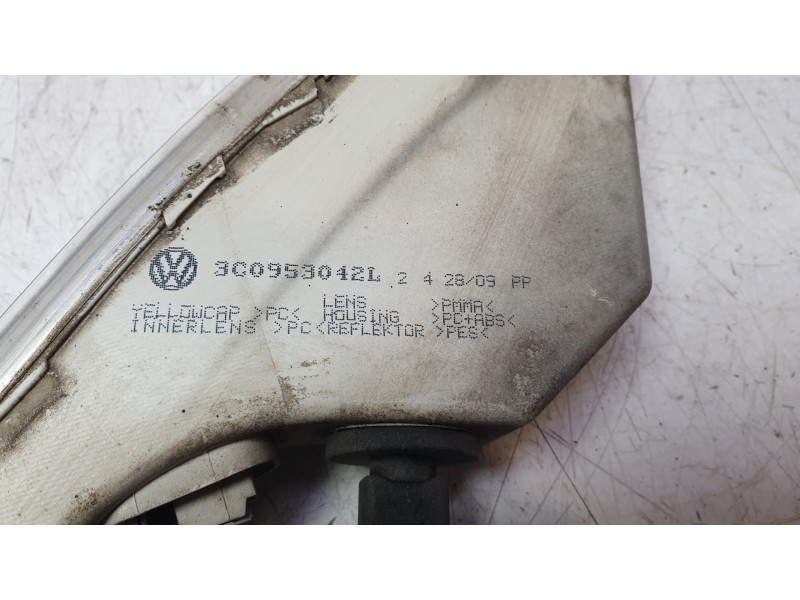 3C0953042L 2 4 28/09 PP
YELLOWCAP >PC< LENS >PMMA<
HOUSING >PC+ABS<
INNERLENS >PC<REFLEKTOR >PES<